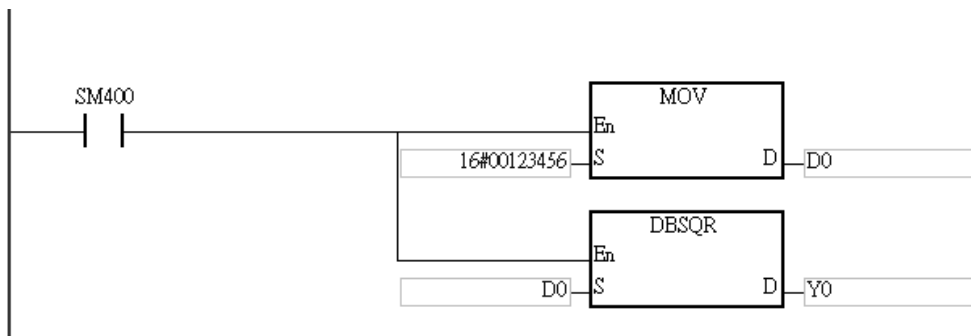 SM400
MOV
En
16#00123456 S D D0
DBSQR
En
D0 S D Y0